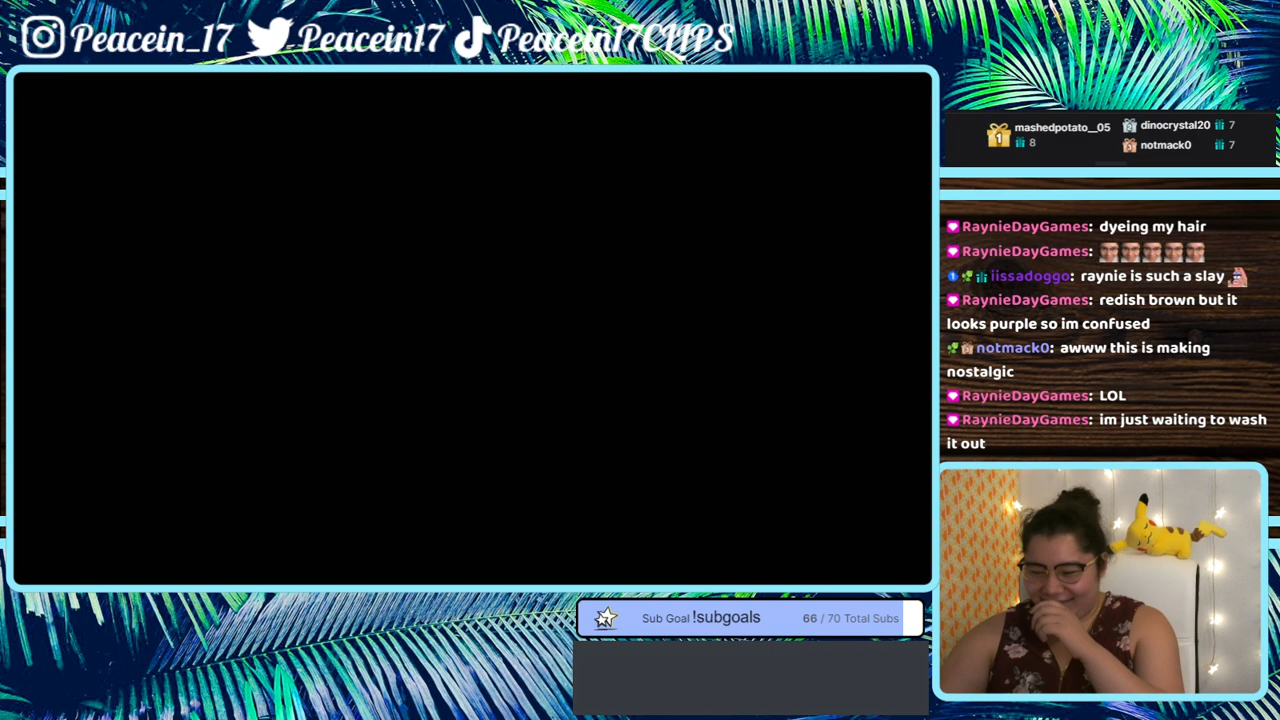 Peacein_17 Peacein17 Peacein17CLIPS
mashedpotato__05
8
dinocrystal20 7
notmack0 7
RaynieDayGames: dyeing my hair
RaynieDayGames:
iissadoggo: raynie is such a slay
RaynieDayGames: redish brown but it
looks purple so im confused
notmack0: awww this is making
nostalgic
RaynieDayGames: LOL
RaynieDayGames: im just waiting to wash
it out
Sub Goal !subgoals 66 / 70 Total Subs